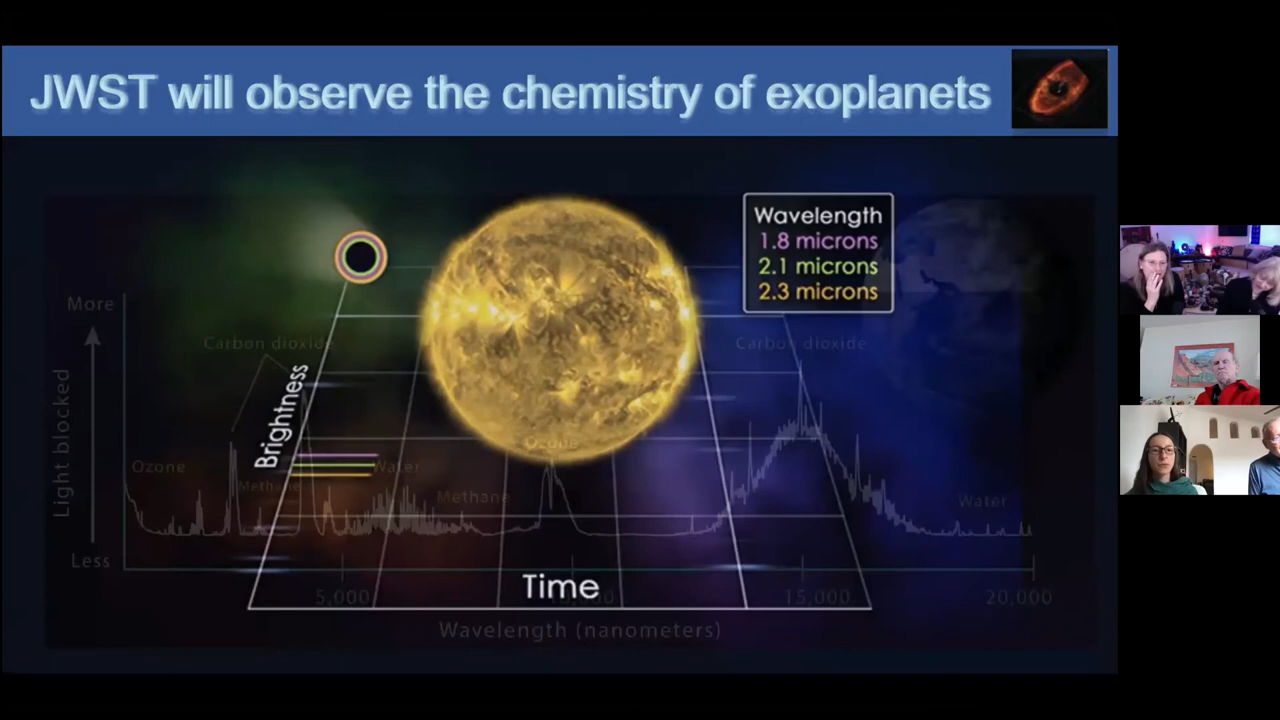 JWST will observe the chemistry of exoplanets
Wavelength
1.8 microns
2.1 microns
2.3 microns
More
Carbon dioxide
Carbon dioxide
Brightness
Light blocked
Ozone
Ozone
Water
Methane
Methane
Water
Less
Time
5,000
15,000
20,000
Wavelength (nanometers)